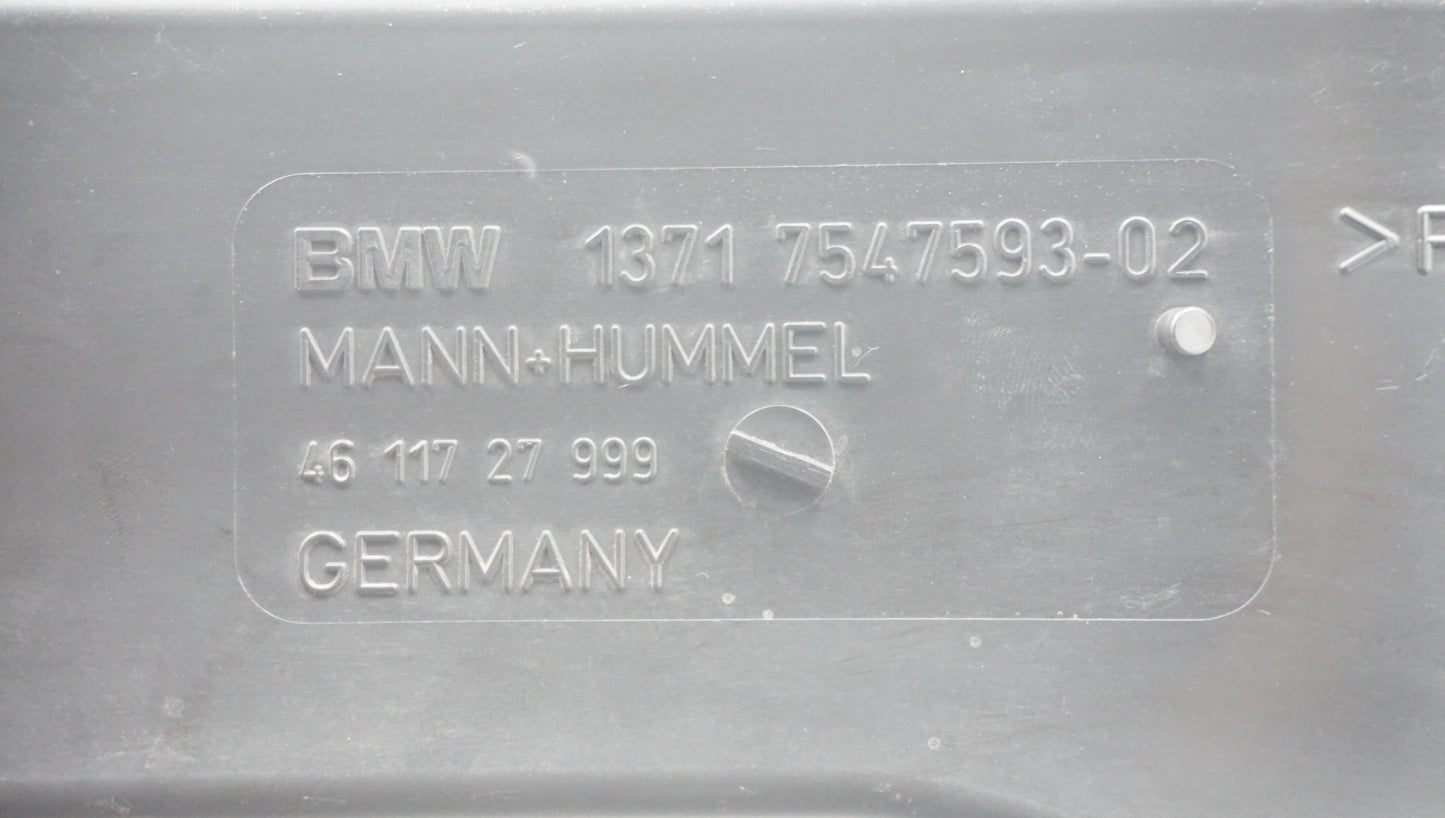 BMW 1371 7547593-02
MANN+HUMMEL
46 117 27 999
GERMANY
>P